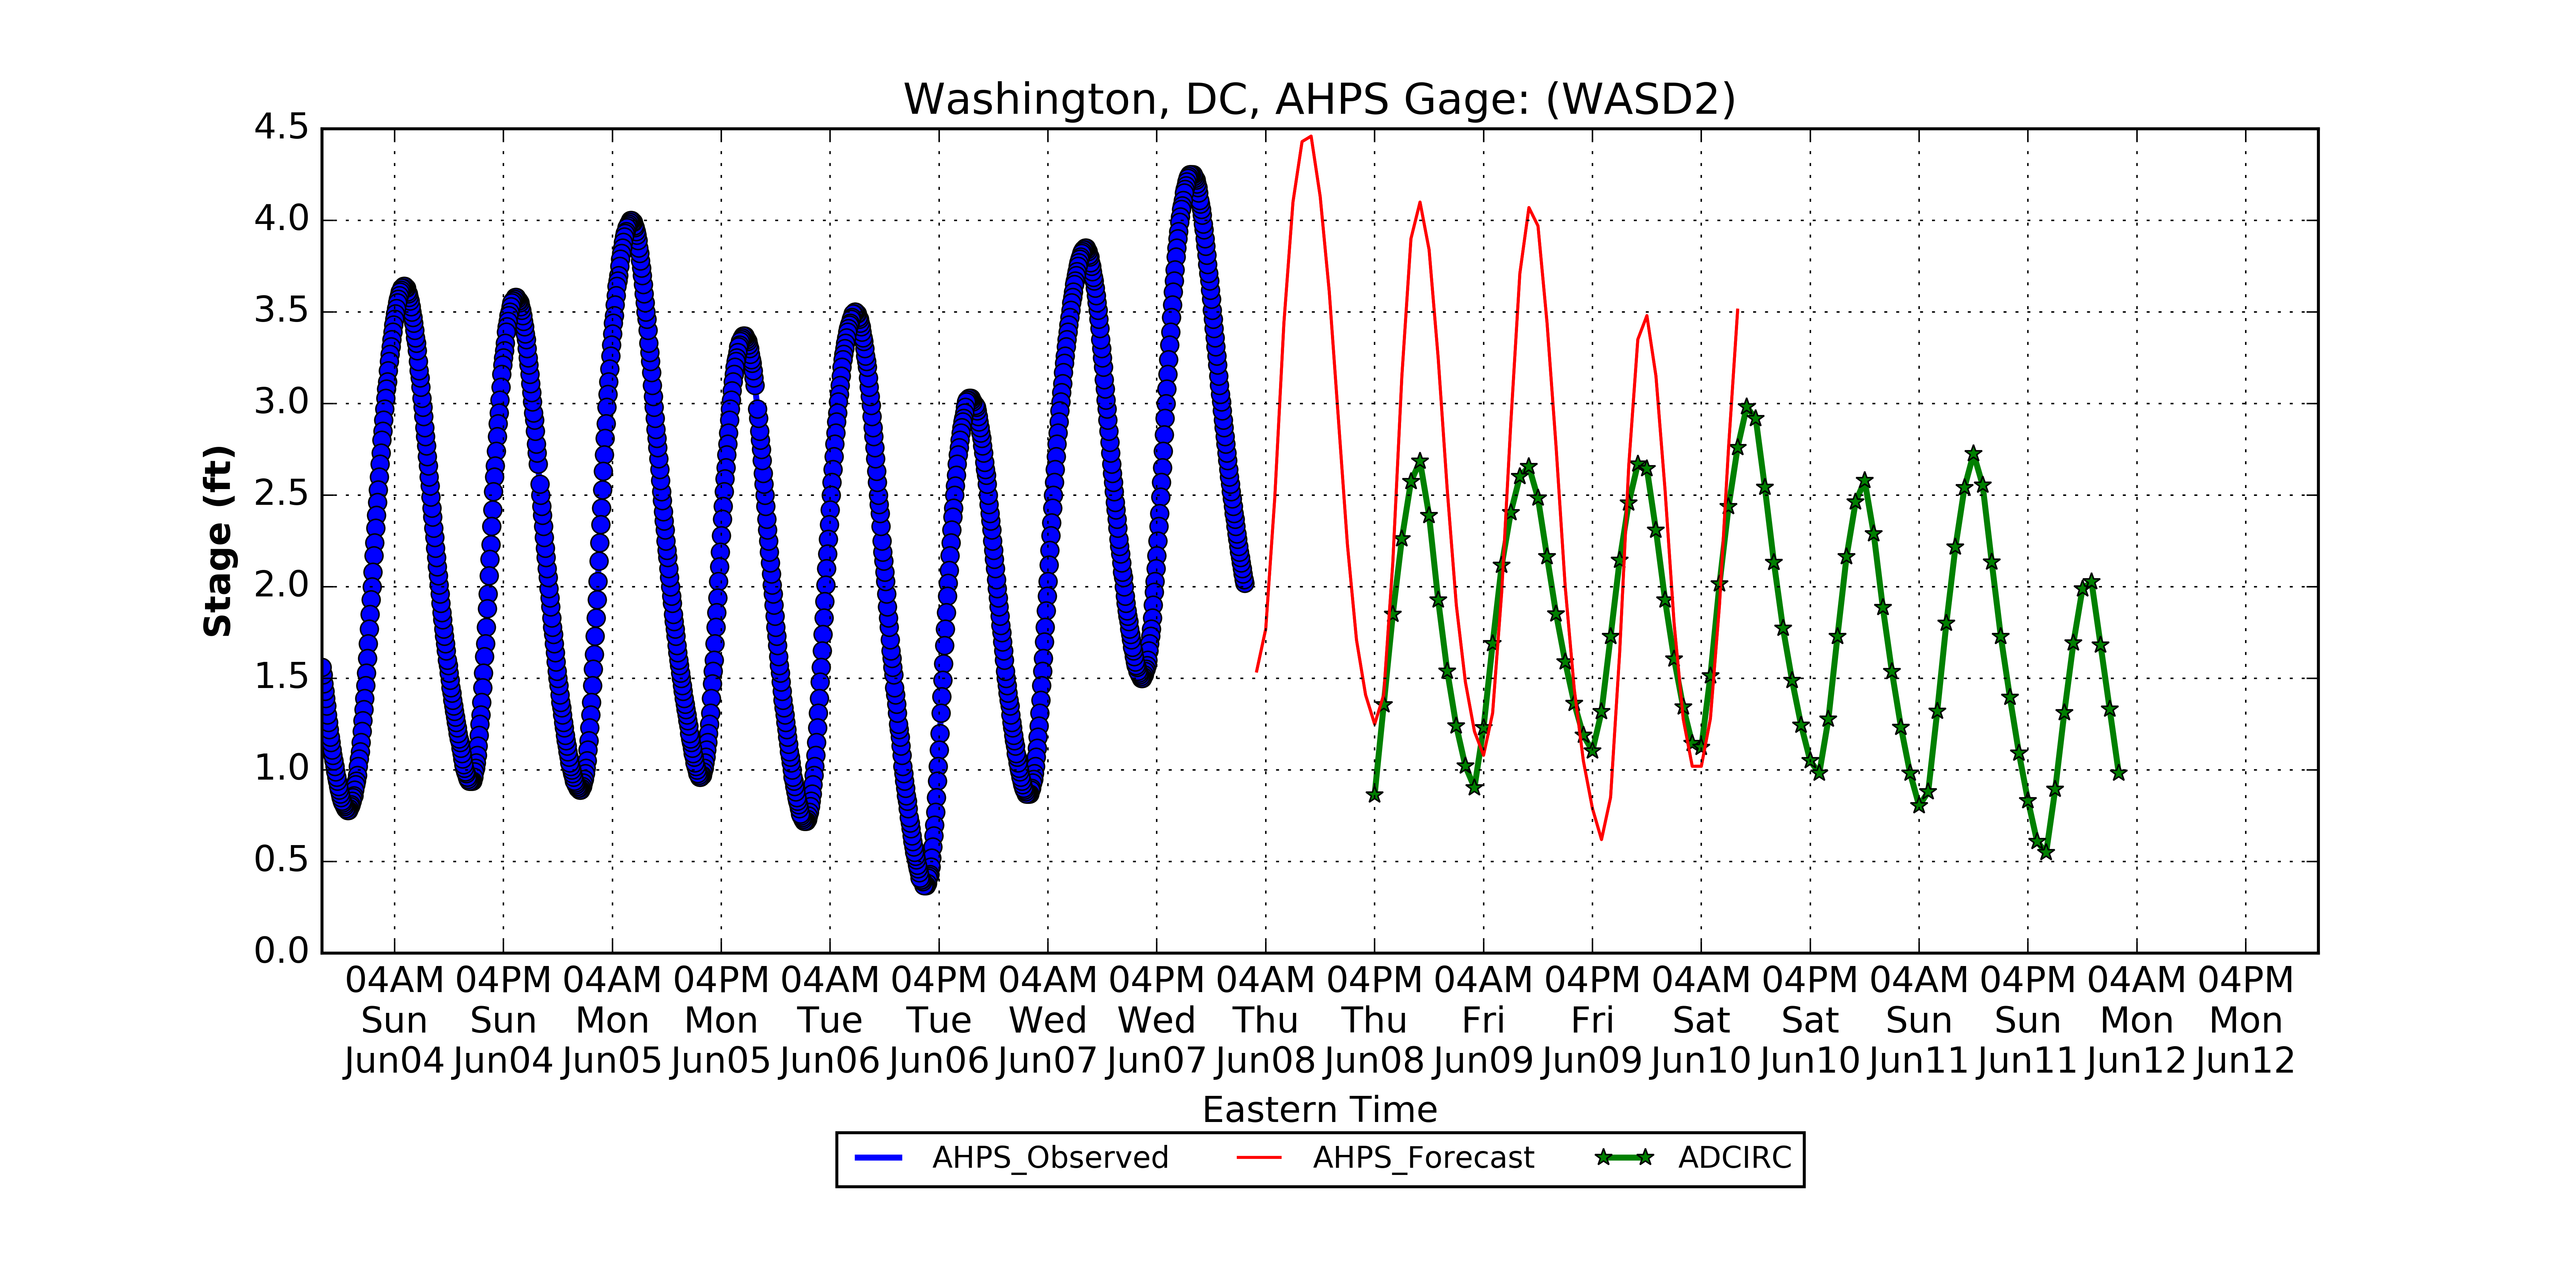 Washington, DC, AHPS Gage: (WASD2)
4.5
4.0
3.5
3.0
2.5
2.0
1.5
1.0
0.5
0.0
Stage (ft)
04AM 04PM 04AM 04PM 04AM 04PM 04AM 04PM 04AM 04PM 04AM 04PM 04AM 04PM 04AM 04PM 04AM 04PM
Sun Sun Mon Mon Tue Tue Wed Wed Thu Thu Fri Fri Sat Sat Sun Sun Mon Mon
Jun04 Jun04 Jun05 Jun05 Jun06 Jun06 Jun07 Jun07 Jun08 Jun08 Jun09 Jun09 Jun10 Jun10 Jun11 Jun11 Jun12 Jun12
Eastern Time
AHPS_Observed AHPS_Forecast ADCIRC